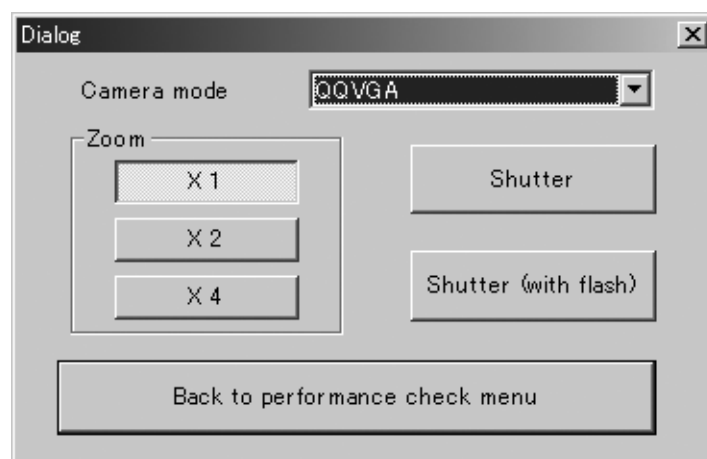 Dialog
Camera mode
QQVGA
Zoom
X 1
X 2
X 4
Shutter
Shutter (with flash)
Back to performance check menu